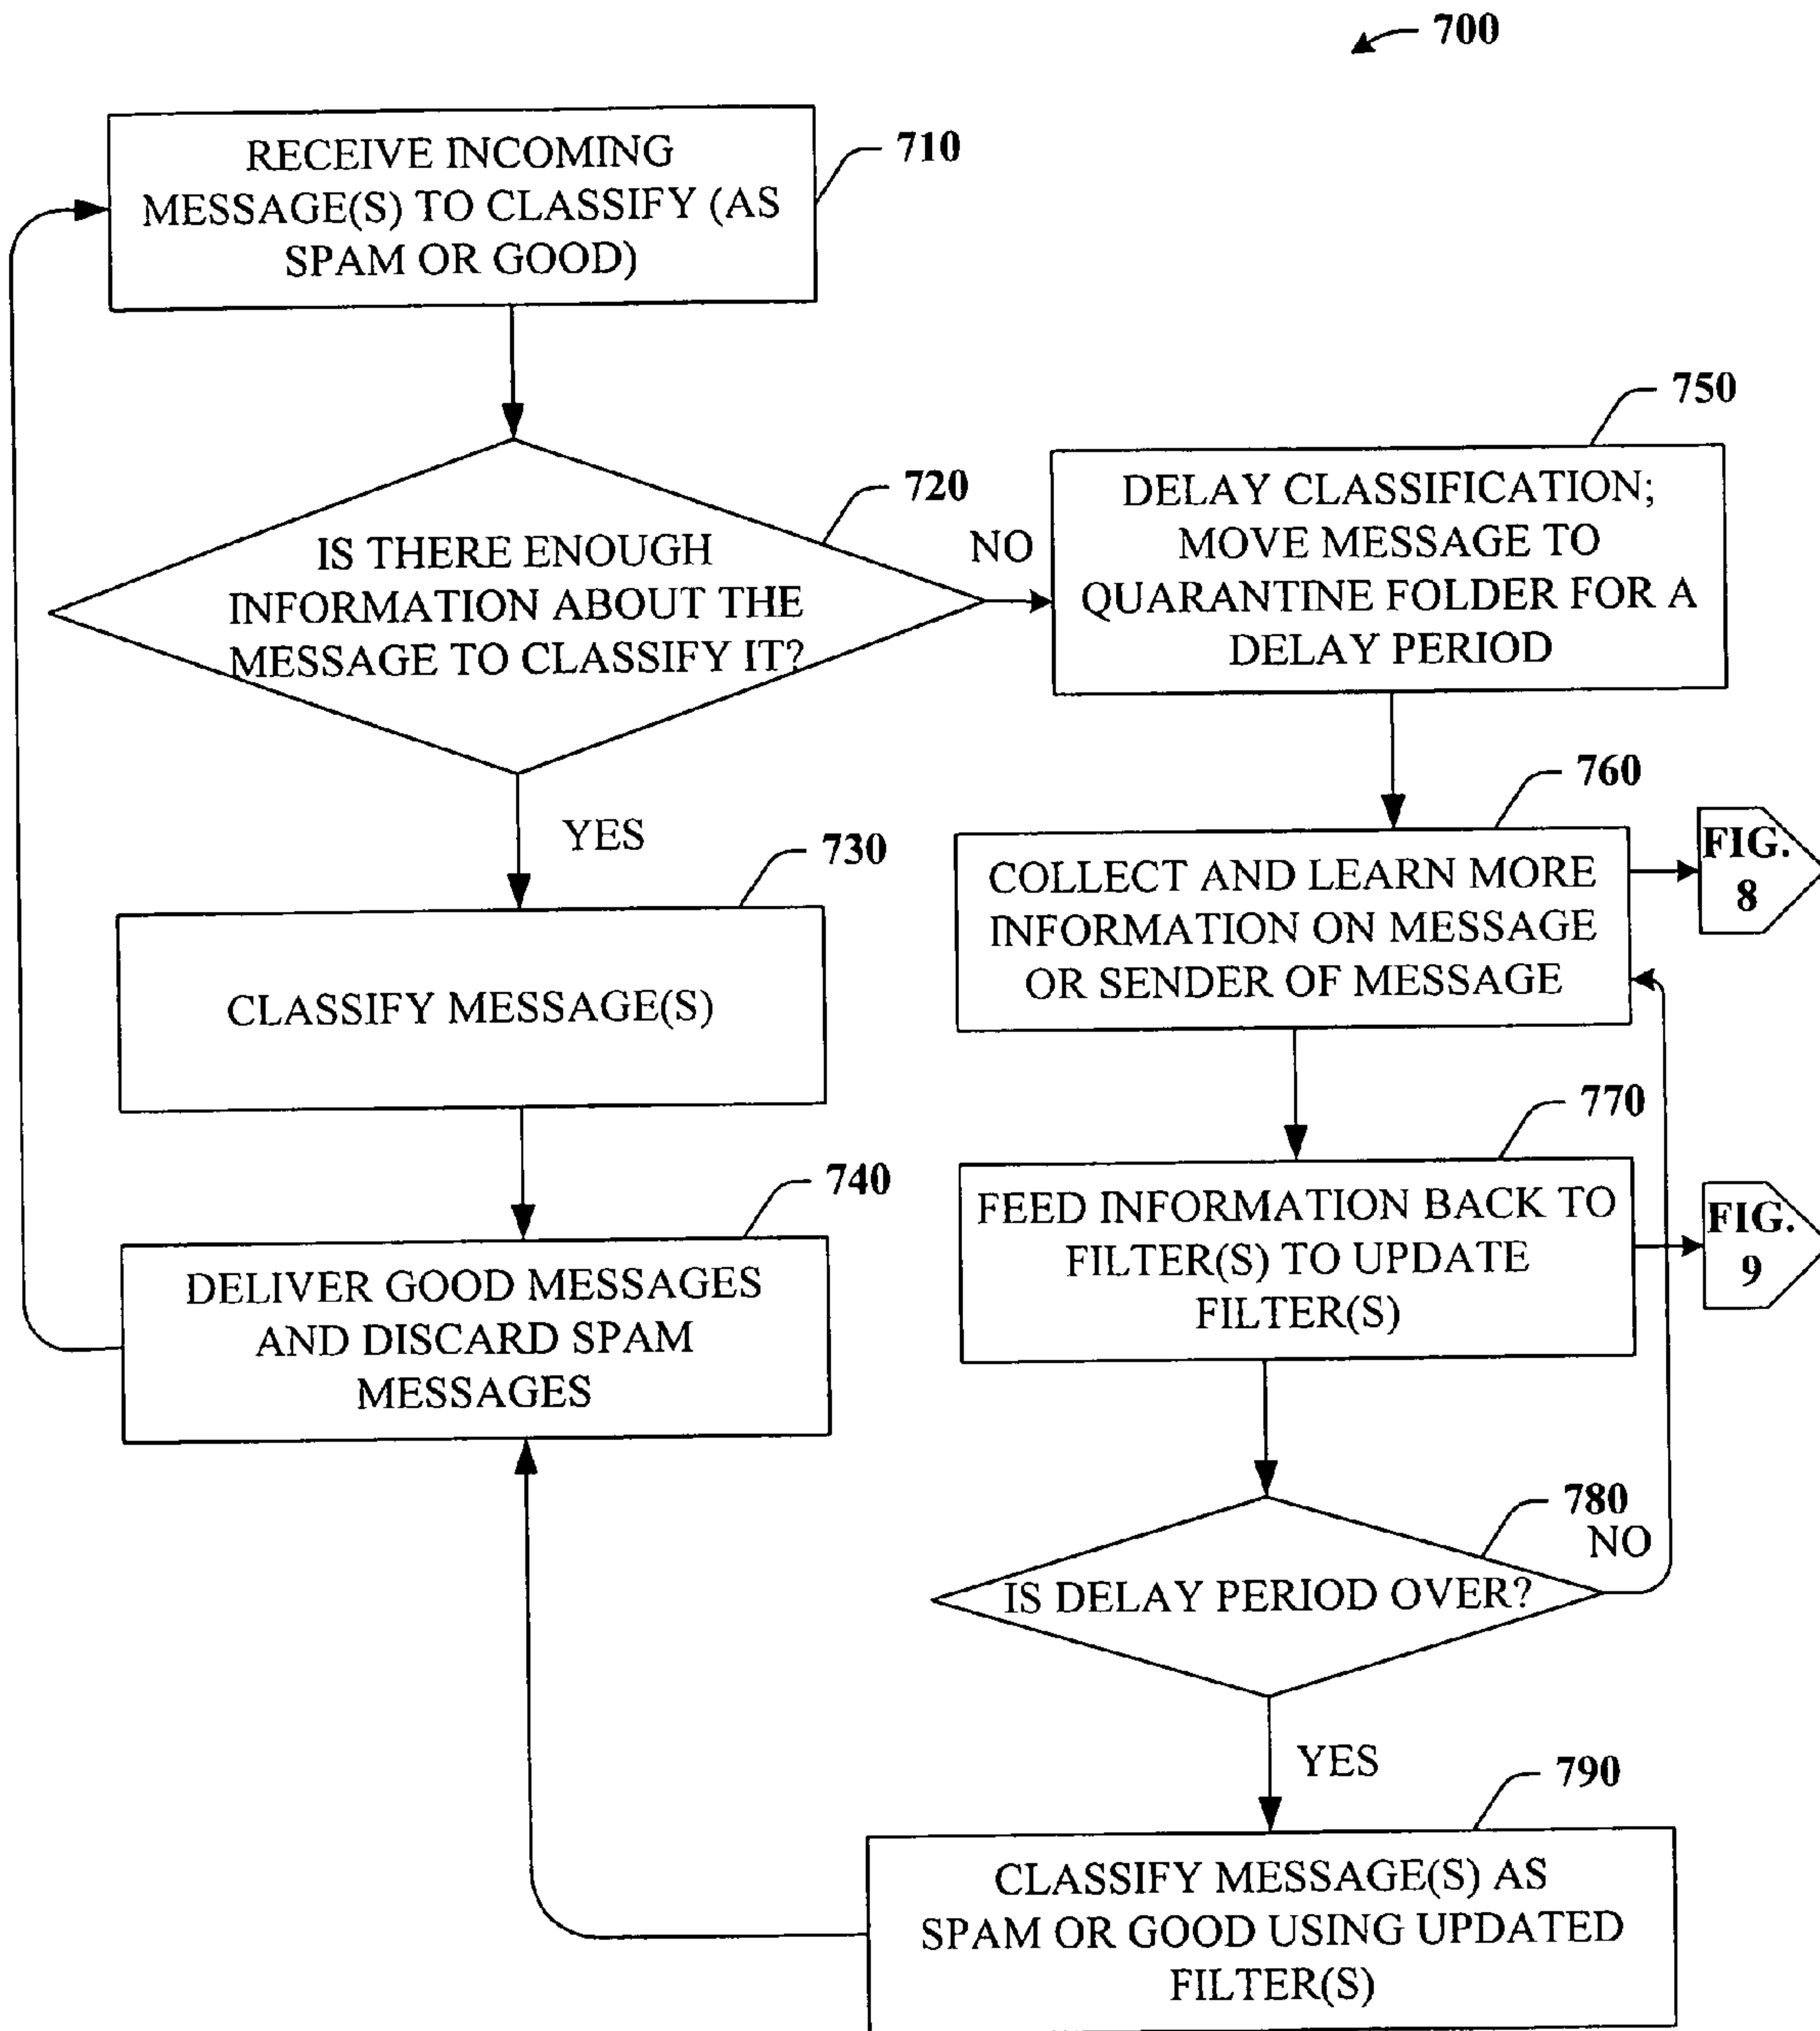 700
RECEIVE INCOMING
MESSAGE(S) TO CLASSIFY (AS
SPAM OR GOOD)
710
IS THERE ENOUGH
INFORMATION ABOUT THE
MESSAGE TO CLASSIFY IT?
720
NO
YES
CLASSIFY MESSAGE(S)
730
DELIVER GOOD MESSAGES
AND DISCARD SPAM
MESSAGES
740
DELAY CLASSIFICATION;
MOVE MESSAGE TO
QUARANTINE FOLDER FOR A
DELAY PERIOD
750
COLLECT AND LEARN MORE
INFORMATION ON MESSAGE
OR SENDER OF MESSAGE
760
FIG.
8
FEED INFORMATION BACK TO
FILTER(S) TO UPDATE
FILTER(S)
770
FIG.
9
IS DELAY PERIOD OVER?
780
NO
YES
CLASSIFY MESSAGE(S) AS
SPAM OR GOOD USING UPDATED
FILTER(S)
790